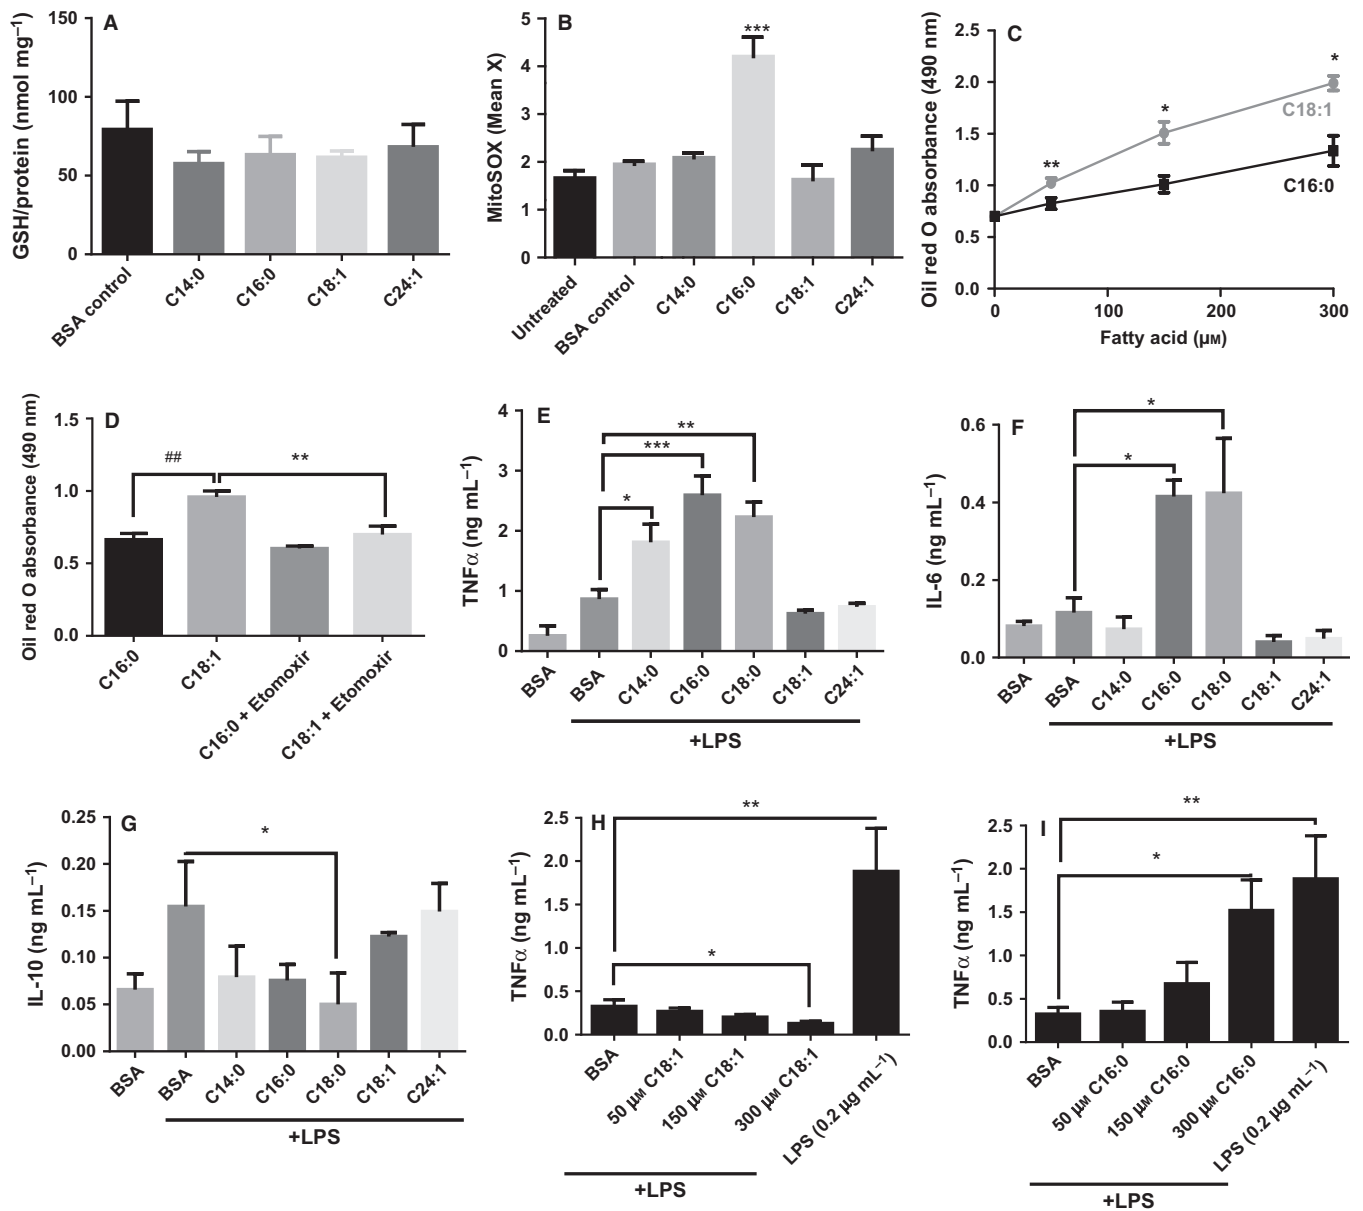 A
GSH/protein (nmol mg⁻¹)
150
100
50
0
BSA control
C14:0
C16:0
C18:1
C24:1
B
MitoSOX (Mean X)
5
4
3
2
1
0
***
Untreated
BSA control
C14:0
C16:0
C18:1
C24:1
C
Oil red O absorbance (490 nm)
2.5
2.0
1.5
1.0
0.5
0.0
**
*
*
C18:1
C16:0
0
100
200
300
Fatty acid (μM)
D
Oil red O absorbance (490 nm)
1.5
1.0
0.5
0.0
##
**
C16:0
C18:1
C16:0 + Etomoxir
C18:1 + Etomoxir
E
TNFα (ng mL⁻¹)
4
3
2
1
0
**
***
*
BSA
BSA
C14:0
C16:0
C18:0
C18:1
C24:1
+LPS
F
IL-6 (ng mL⁻¹)
0.6
0.4
0.2
0.0
*
*
BSA
BSA
C14:0
C16:0
C18:0
C18:1
C24:1
+LPS
G
IL-10 (ng mL⁻¹)
0.25
0.20
0.15
0.10
0.05
0.00
*
BSA
BSA
C14:0
C16:0
C18:0
C18:1
C24:1
+LPS
H
TNFα (ng mL⁻¹)
2.5
2.0
1.5
1.0
0.5
0.0
**
*
BSA
50 μM C18:1
150 μM C18:1
300 μM C18:1
LPS (0.2 μg mL⁻¹)
+LPS
I
TNFα (ng mL⁻¹)
2.5
2.0
1.5
1.0
0.5
0.0
**
*
BSA
50 μM C16:0
150 μM C16:0
300 μM C16:0
LPS (0.2 μg mL⁻¹)
+LPS